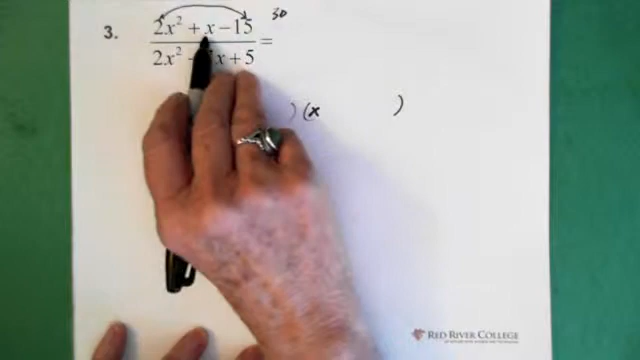 30
3. 2x² + x − 15 =
2x² x + 5
) (x )
RED RIVER COLLEGE